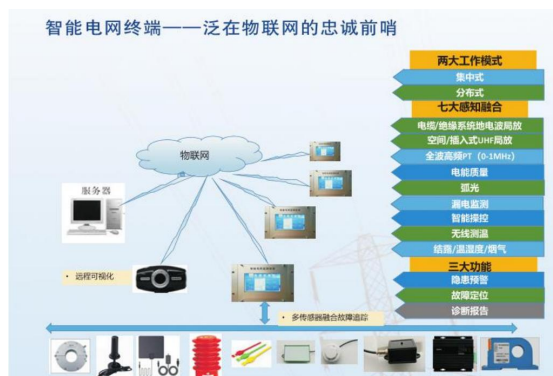 智能电网终端——泛在物联网的忠诚前哨
两大工作模式
集中式
分布式
七大感知融合
电缆/绝缘系统地电波局放
空间/插入式UHF局放
全波高频PT（0-1MHz）
电能质量
弧光
漏电监测
智能操控
无线测温
结露/温湿度/烟气
三大功能
隐患预警
故障定位
诊断报告
物联网
服务器
• 远程可视化
• 多传感器融合故障追踪